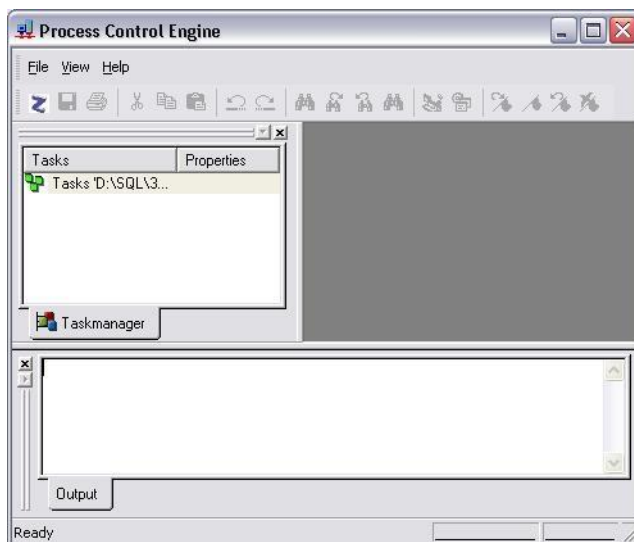 Process Control Engine
File View Help
Tasks Properties
Tasks 'D:\SQL\3...
Taskmanager
Output
Ready